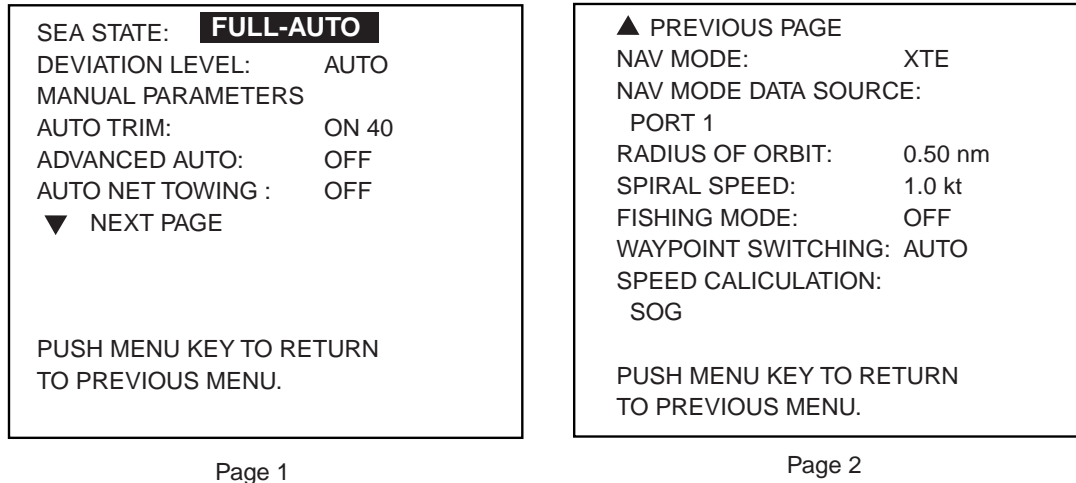 SEA STATE: FULL-AUTO
DEVIATION LEVEL: AUTO
MANUAL PARAMETERS
AUTO TRIM: ON 40
ADVANCED AUTO: OFF
AUTO NET TOWING : OFF
▼ NEXT PAGE
PUSH MENU KEY TO RETURN
TO PREVIOUS MENU.
Page 1
▲ PREVIOUS PAGE
NAV MODE: XTE
NAV MODE DATA SOURCE:
PORT 1
RADIUS OF ORBIT: 0.50 nm
SPIRAL SPEED: 1.0 kt
FISHING MODE: OFF
WAYPOINT SWITCHING: AUTO
SPEED CALICULATION:
SOG
PUSH MENU KEY TO RETURN
TO PREVIOUS MENU.
Page 2